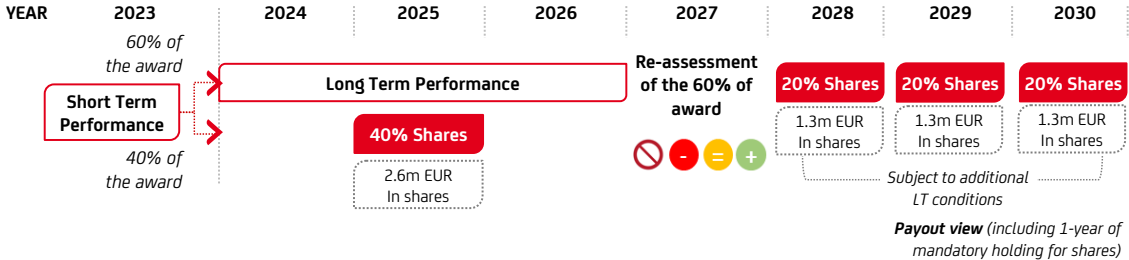 YEAR 2023 2024 2025 2026 2027 2028 2029 2030
60% of
the award
Short Term
Performance
40% of
the award
Long Term Performance
40% Shares
2.6m EUR
In shares
Re-assessment
of the 60% of
award
- = +
20% Shares 20% Shares 20% Shares
1.3m EUR 1.3m EUR 1.3m EUR
In shares In shares In shares
Subject to additional
LT conditions
Payout view (including 1-year of
mandatory holding for shares)